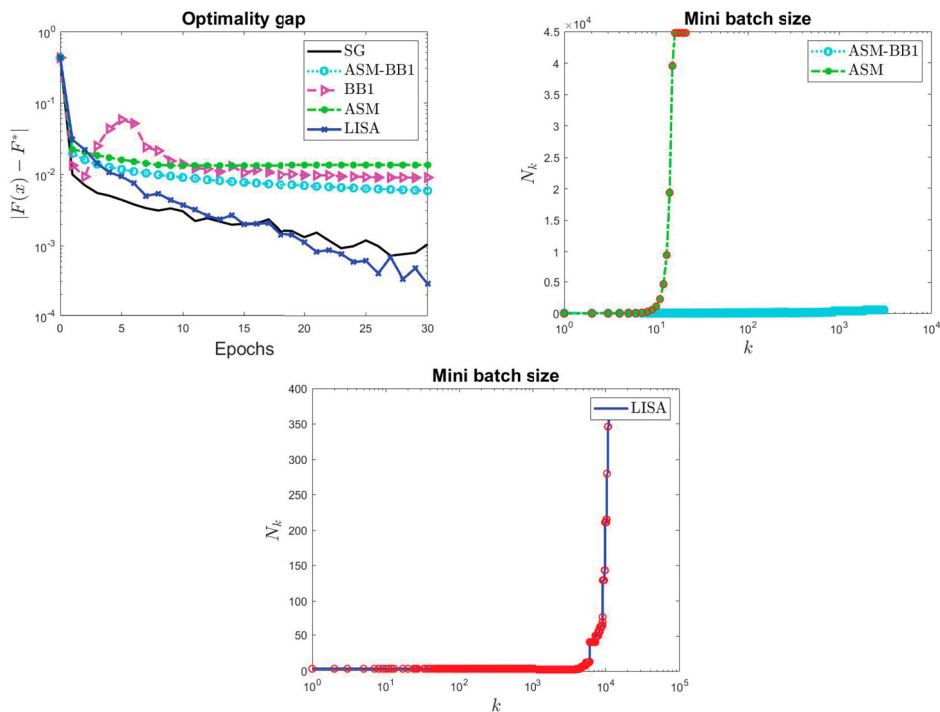 Optimality gap
10^0
10^-1
10^-2
10^-3
10^-4
|F(x) − F*|
SG
ASM-BB1
BB1
ASM
LISA
0 5 10 15 20 25 30
Epochs
Mini batch size
×10^4
4.5
4
3.5
3
2.5
2
1.5
1
0.5
0
N_k
ASM-BB1
ASM
10^0 10^1 10^2 10^3 10^4
k
Mini batch size
400
350
300
250
200
150
100
50
0
N_k
LISA
10^0 10^1 10^2 10^3 10^4 10^5
k